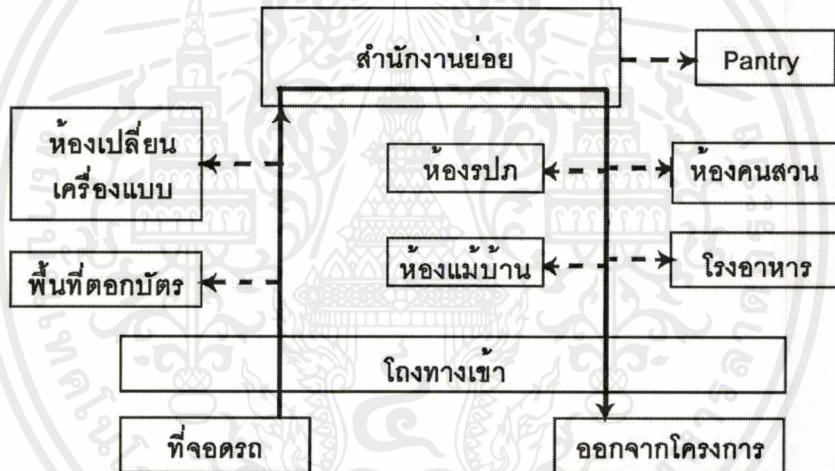 สำนักงานย่อย
Pantry
ห้องเปลี่ยน
เครื่องแบบ
ห้องรปภ
ห้องคนสวน
พื้นที่ตอกบัตร
ห้องแม่บ้าน
โรงอาหาร
โถงทางเข้า
ที่จอดรถ
ออกจากโครงการ